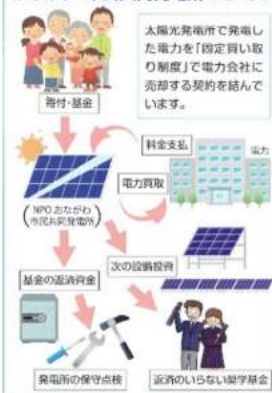 太陽光発電所で発電し
た電力を「固定買い取
り制度」で電力会社に
売却する契約を結んで
います。
寄付・基金
料金支払
電力
電力買取
NPO おながわ
市民共同発電所
基金の返済資金
次の設備投資
発電所の保守点検
返済のいらない奨学基金